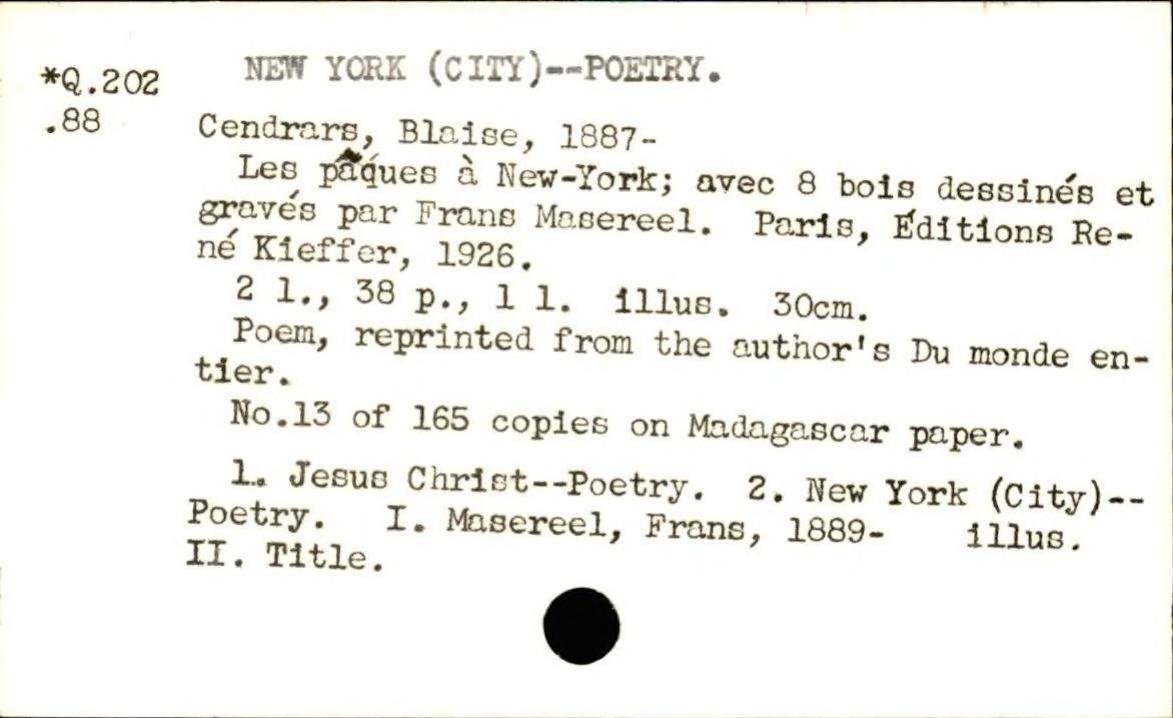 NEW YORK (CITY)--POETRY.
*Q.202
.88
Cendrars, Blaise, 1887-
Les pâques à New-York; avec 8 bois dessinés et
gravés par Frans Masereel. Paris, Éditions Re-
né Kieffer, 1926.
2 l., 38 p., 1 l. illus. 30cm.
Poem, reprinted from the author's Du monde en-
tier.
No.13 of 165 copies on Madagascar paper.
1. Jesus Christ--Poetry. 2. New York (City)--
Poetry. I. Masereel, Frans, 1889- illus.
II. Title.